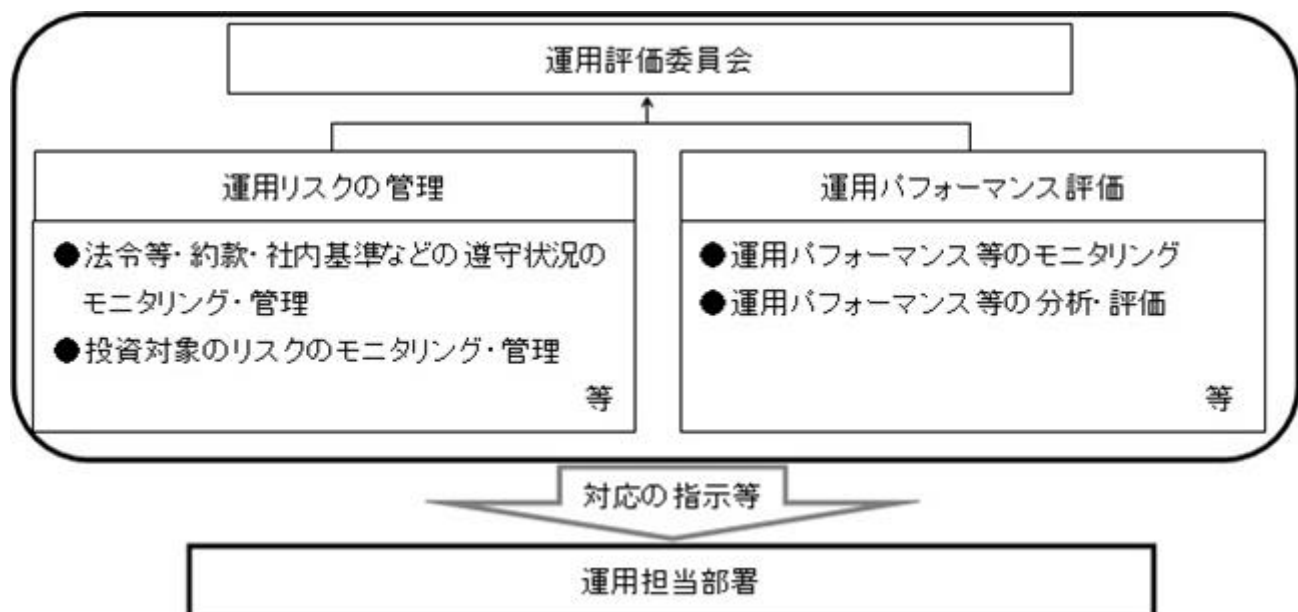 運用評価委員会
運用リスクの管理
●法令等・約款・社内基準などの遵守状況の
モニタリング・管理
●投資対象のリスクのモニタリング・管理
等
運用パフォーマンス評価
●運用パフォーマンス等のモニタリング
●運用パフォーマンス等の分析・評価
等
対応の指示等
運用担当部署